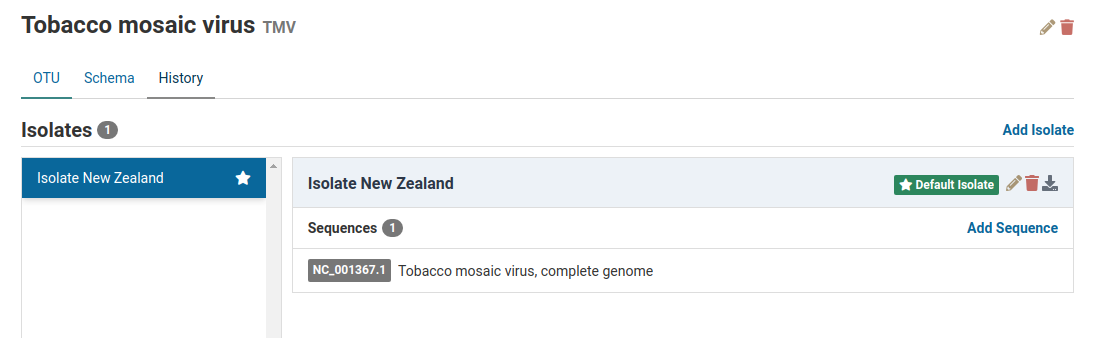 Tobacco mosaic virus TMV
OTU Schema History
Isolates 1 Add Isolate
Isolate New Zealand
Isolate New Zealand Default Isolate
Sequences 1 Add Sequence
NC_001367.1 Tobacco mosaic virus, complete genome